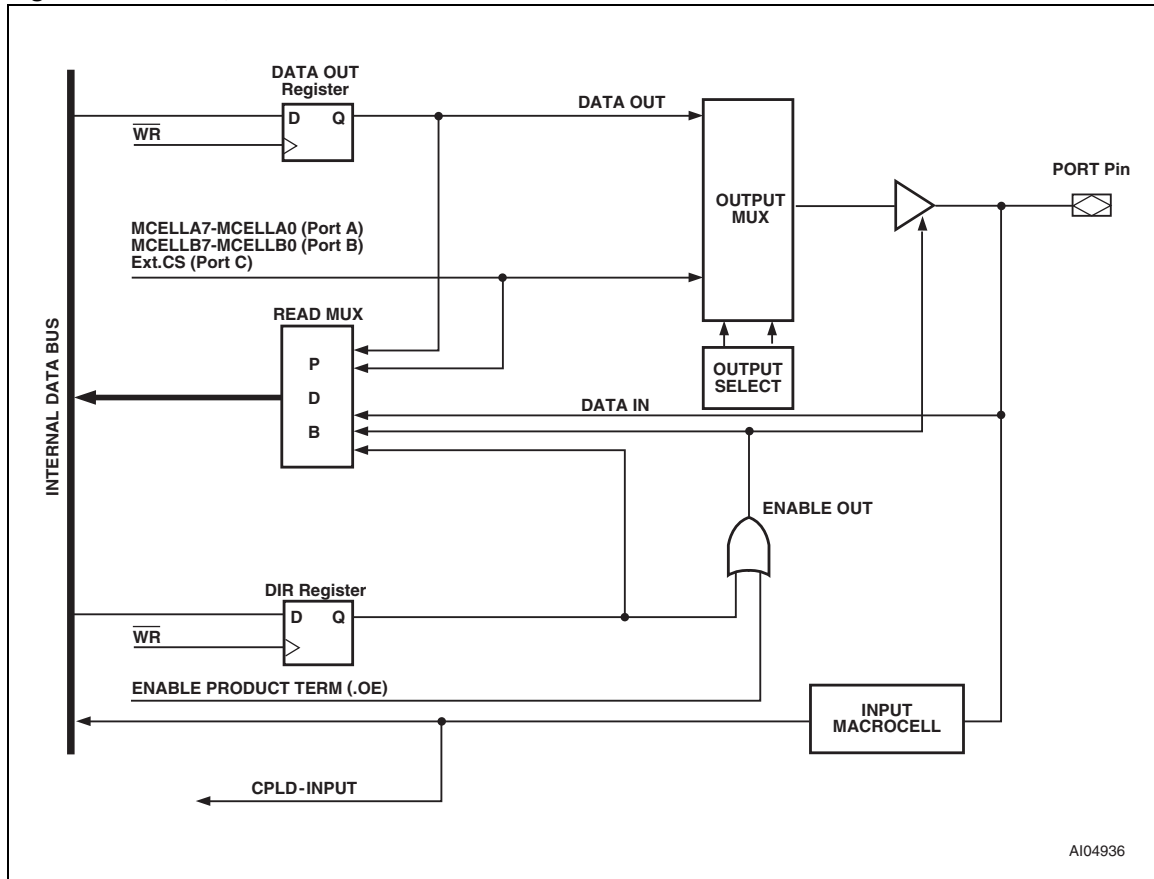 DATA OUT
Register
D Q
WR
DATA OUT
OUTPUT
MUX
PORT Pin
MCELLA7-MCELLA0 (Port A)
MCELLB7-MCELLB0 (Port B)
Ext.CS (Port C)
READ MUX
P
D
B
OUTPUT
SELECT
DATA IN
INTERNAL DATA BUS
ENABLE OUT
DIR Register
D Q
WR
ENABLE PRODUCT TERM (.OE)
INPUT
MACROCELL
CPLD-INPUT
AI04936